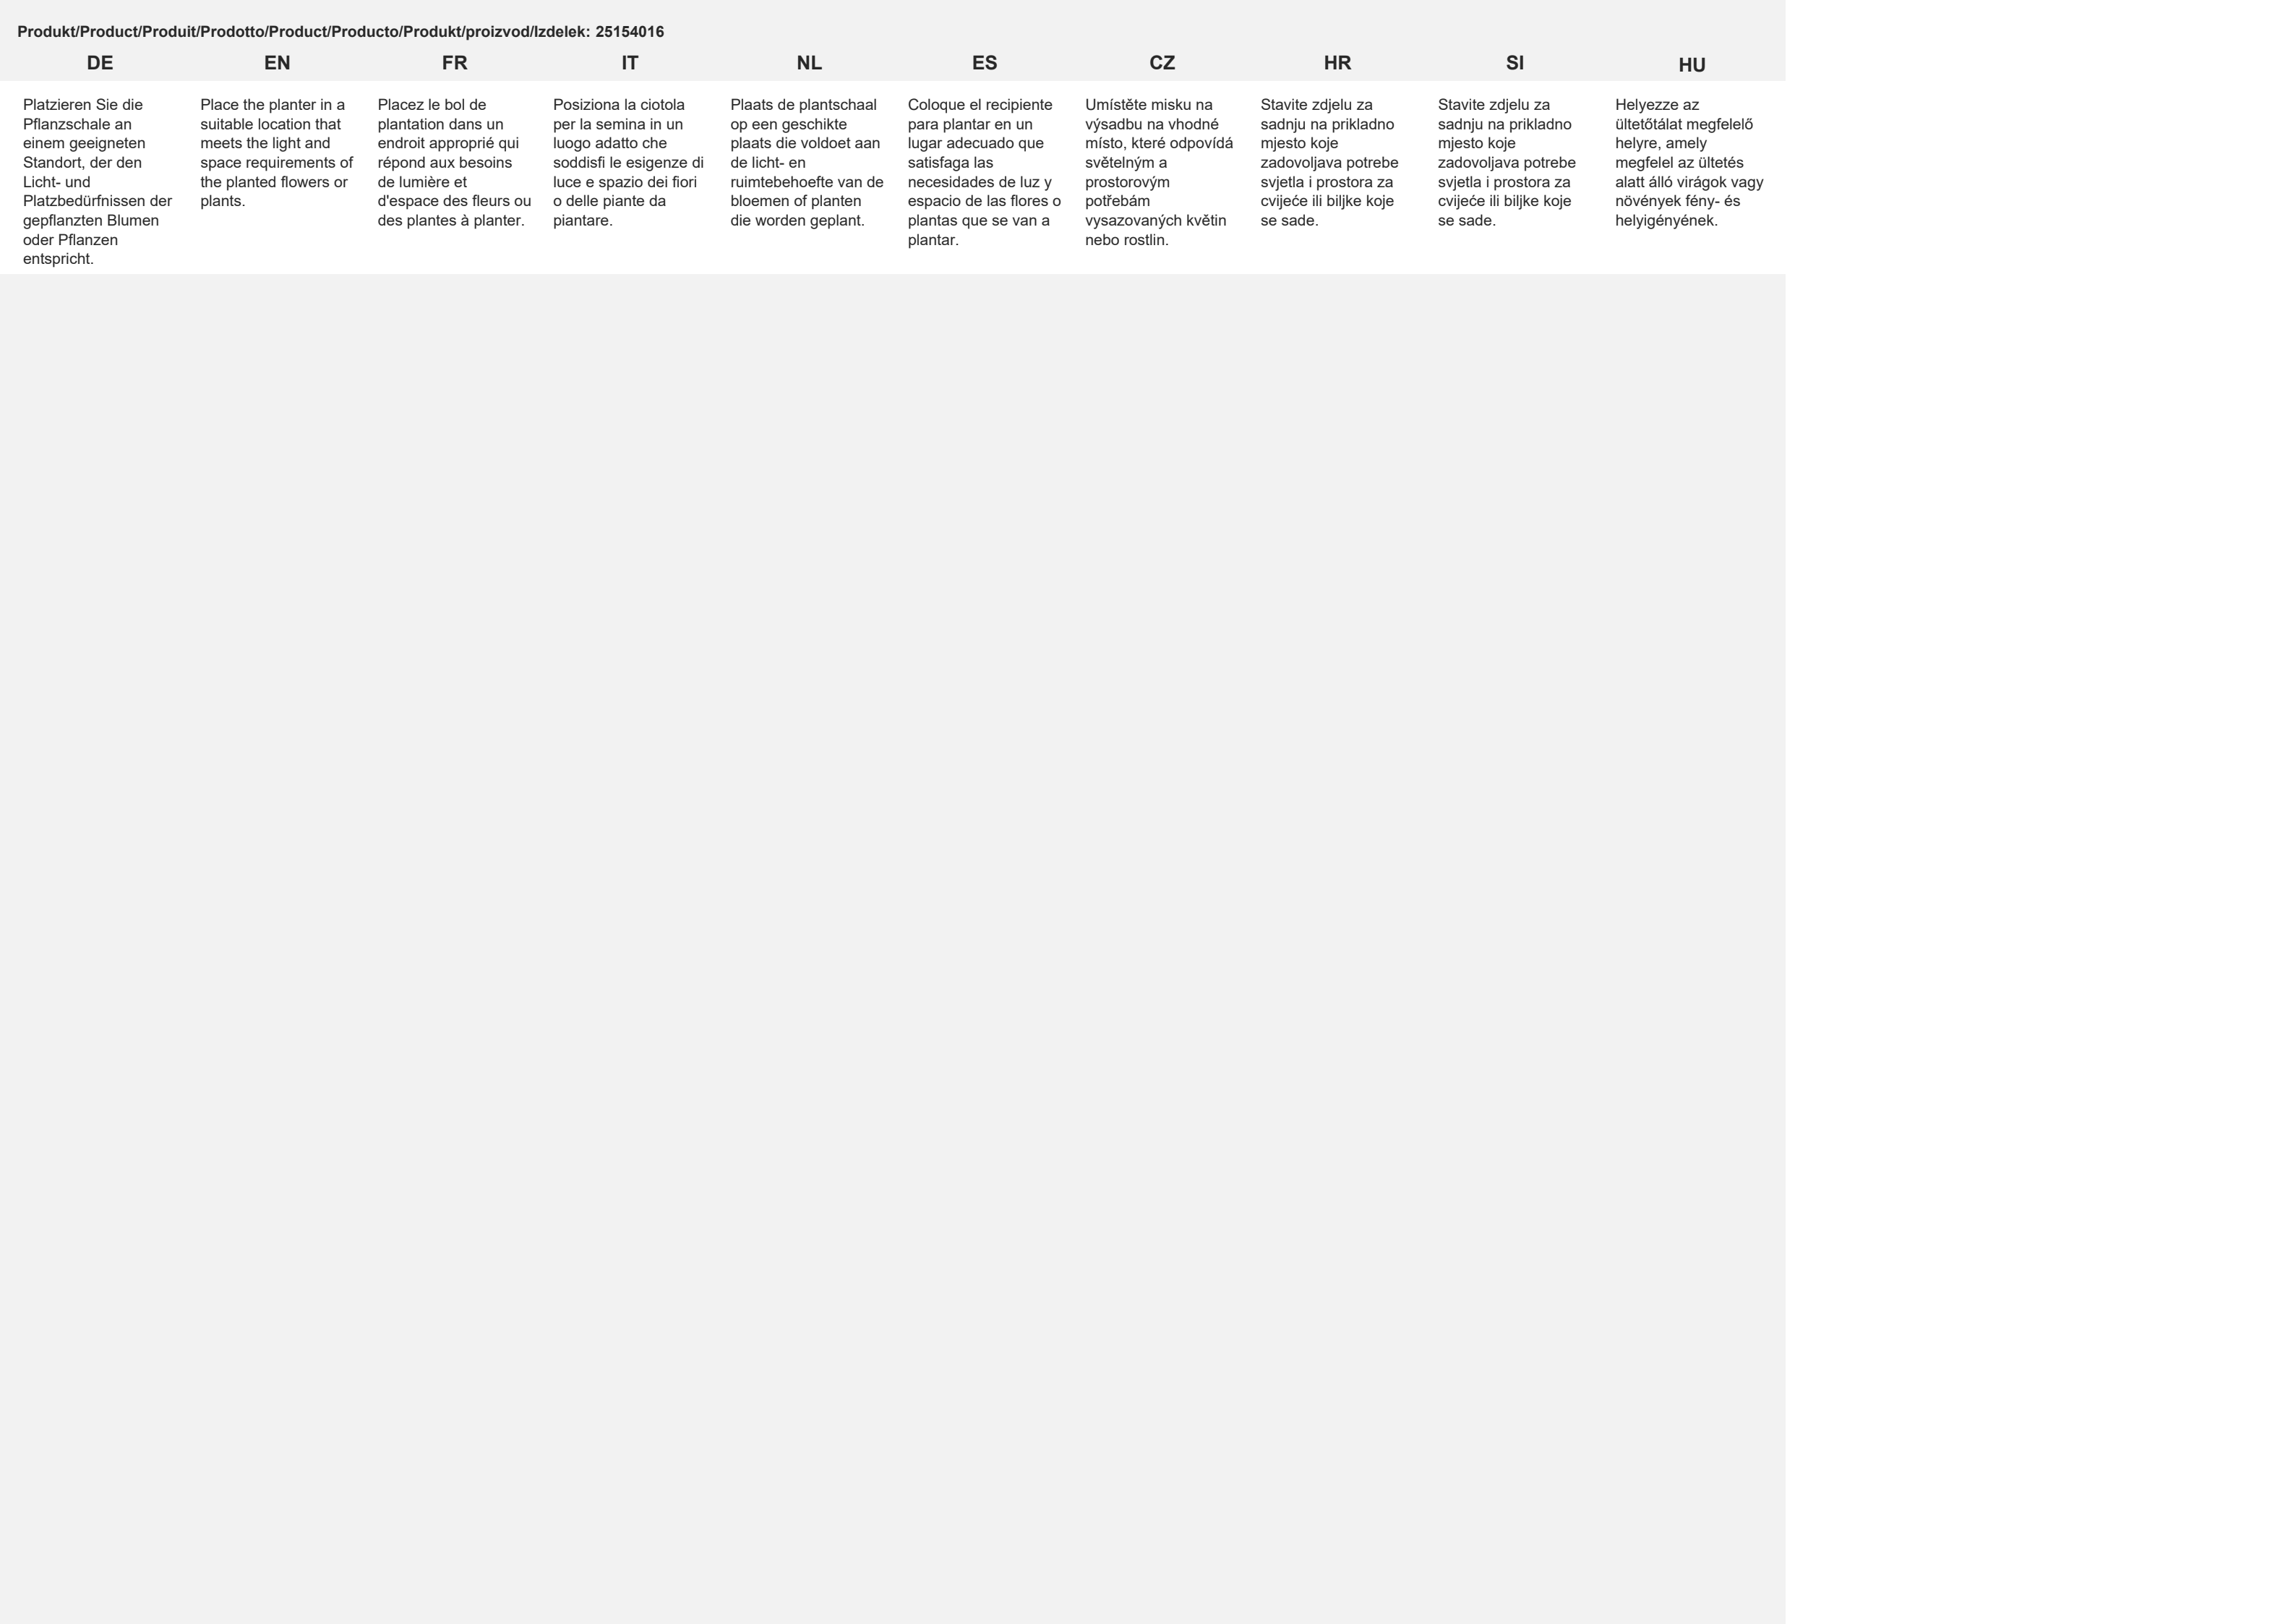 Produkt/Product/Produit/Prodotto/Product/Producto/Produkt/proizvod/Izdelek: 25154016
DE
EN
FR
IT
NL
ES
CZ
HR
SI
HU
Platzieren Sie die
Pflanzschale an
einem geeigneten
Standort, der den
Licht- und
Platzbedürfnissen der
gepflanzten Blumen
oder Pflanzen
entspricht.
Place the planter in a
suitable location that
meets the light and
space requirements of
the planted flowers or
plants.
Placez le bol de
plantation dans un
endroit approprié qui
répond aux besoins
de lumière et
d'espace des fleurs ou
des plantes à planter.
Posiziona la ciotola
per la semina in un
luogo adatto che
soddisfi le esigenze di
luce e spazio dei fiori
o delle piante da
piantare.
Plaats de plantschaal
op een geschikte
plaats die voldoet aan
de licht- en
ruimtebehoefte van de
bloemen of planten
die worden geplant.
Coloque el recipiente
para plantar en un
lugar adecuado que
satisfaga las
necesidades de luz y
espacio de las flores o
plantas que se van a
plantar.
Umístěte misku na
výsadbu na vhodné
místo, které odpovídá
světelným a
prostorovým
potřebám
vysazovaných květin
nebo rostlin.
Stavite zdjelu za
sadnju na prikladno
mjesto koje
zadovoljava potrebe
svjetla i prostora za
cvijeće ili biljke koje
se sade.
Stavite zdjelu za
sadnju na prikladno
mjesto koje
zadovoljava potrebe
svjetla i prostora za
cvijeće ili biljke koje
se sade.
Helyezze az
ültetőtálat megfelelő
helyre, amely
megfelel az ültetés
alatt álló virágok vagy
növények fény- és
helyigényének.